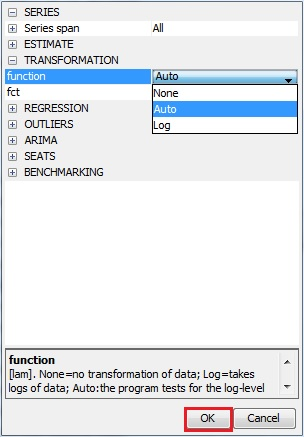 SERIES
Series span All
ESTIMATE
TRANSFORMATION
function Auto
fct
None
Auto
Log
REGRESSION
OUTLIERS
ARIMA
SEATS
BENCHMARKING
function
[lam]. None=no transformation of data; Log=takes
logs of data; Auto:the program tests for the log-level
OK Cancel